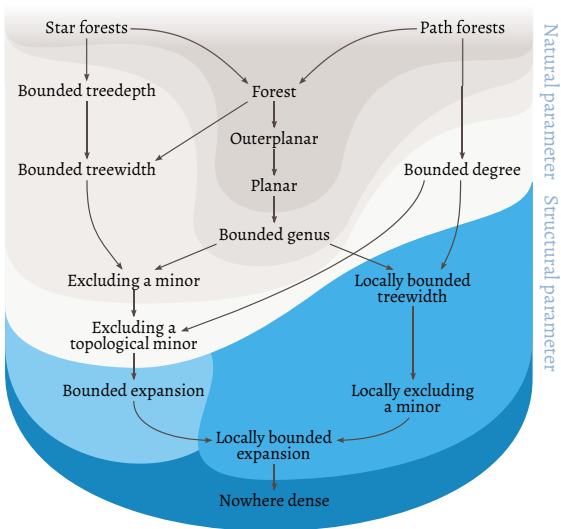 Star forests
Path forests
Bounded treedepth
Forest
Outerplanar
Bounded treewidth
Bounded degree
Planar
Bounded genus
Excluding a minor
Locally bounded
treewidth
Excluding a
topological minor
Bounded expansion
Locally excluding
a minor
Locally bounded
expansion
Nowhere dense
Natural parameter
Structural parameter